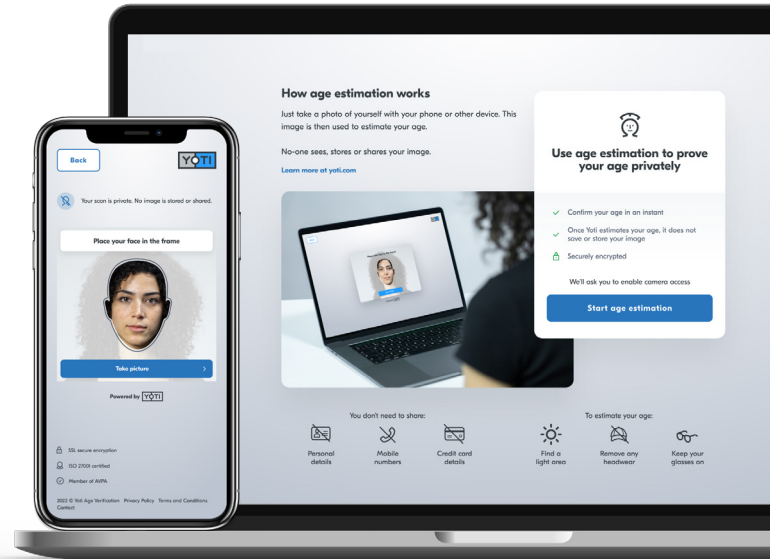 Back
YOTI
Your scan is private. No image is stored or shared.
Place your face in the frame
Take picture
Powered by YOTI
SSL secure encryption
ISO 27001 certified
Member of AVPA
2022 © Yoti Age Verification Privacy Policy Terms and Conditions
Contact
How age estimation works
Just take a photo of yourself with your phone or other device. This
image is then used to estimate your age.
No-one sees, stores or shares your image.
Learn more at yoti.com
Use age estimation to prove
your age privately
Confirm your age in an instant
Once Yoti estimates your age, it does not
save or store your image
Securely encrypted
We'll ask you to enable camera access
Start age estimation
You don't need to share:
Personal
details
Mobile
numbers
Credit card
details
To estimate your age:
Find a
light area
Remove any
headwear
Keep your
glasses on